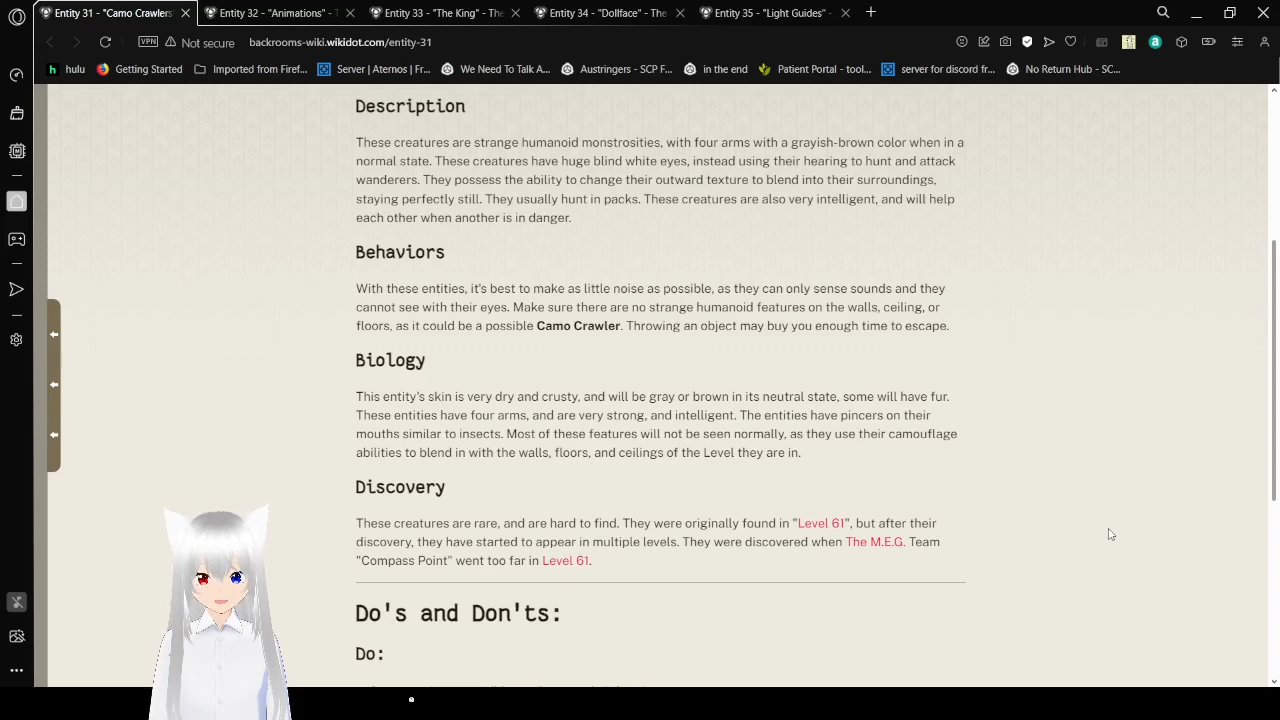 Entity 31 - "Camo Crawlers"
Entity 32 - "Animations" - T
Entity 33 - "The King" - The
Entity 34 - "Dollface" - The
Entity 35 - "Light Guides" -
VPN
Not secure
backrooms-wiki.wikidot.com/entity-31
hulu
Getting Started
Imported from Firef...
Server | Aternos | Fr...
We Need To Talk A...
Austringers - SCP F...
in the end
Patient Portal - tool...
server for discord fr...
No Return Hub - SC...
Description
These creatures are strange humanoid monstrosities, with four arms with a grayish-brown color when in a
normal state. These creatures have huge blind white eyes, instead using their hearing to hunt and attack
wanderers. They possess the ability to change their outward texture to blend into their surroundings,
staying perfectly still. They usually hunt in packs. These creatures are also very intelligent, and will help
each other when another is in danger.
Behaviors
With these entities, it's best to make as little noise as possible, as they can only sense sounds and they
cannot see with their eyes. Make sure there are no strange humanoid features on the walls, ceiling, or
floors, as it could be a possible Camo Crawler. Throwing an object may buy you enough time to escape.
Biology
This entity's skin is very dry and crusty, and will be gray or brown in its neutral state, some will have fur.
These entities have four arms, and are very strong, and intelligent. The entities have pincers on their
mouths similar to insects. Most of these features will not be seen normally, as they use their camouflage
abilities to blend in with the walls, floors, and ceilings of the Level they are in.
Discovery
These creatures are rare, and are hard to find. They were originally found in "Level 61", but after their
discovery, they have started to appear in multiple levels. They were discovered when The M.E.G. Team
"Compass Point" went too far in Level 61.
Do's and Don'ts:
Do: